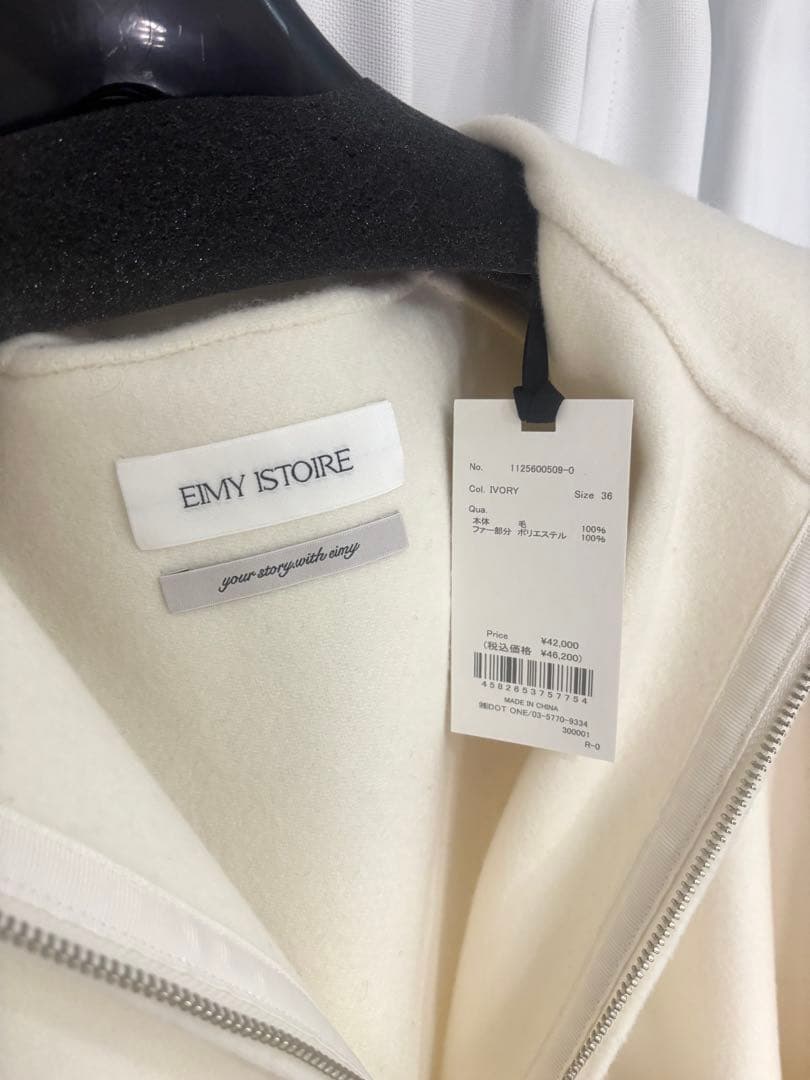 EIMY ISTOIRE
your story.with eimy
No. 1125600509-0
Col. IVORY Size 36
Qua.
本体 毛 100%
ファー部分 ポリエステル 100%
Price ¥42,000
(税込価格 ¥46,200)
4582653757754
MADE IN CHINA
㈱DOT ONE/03-5770-9334
300001
R-0